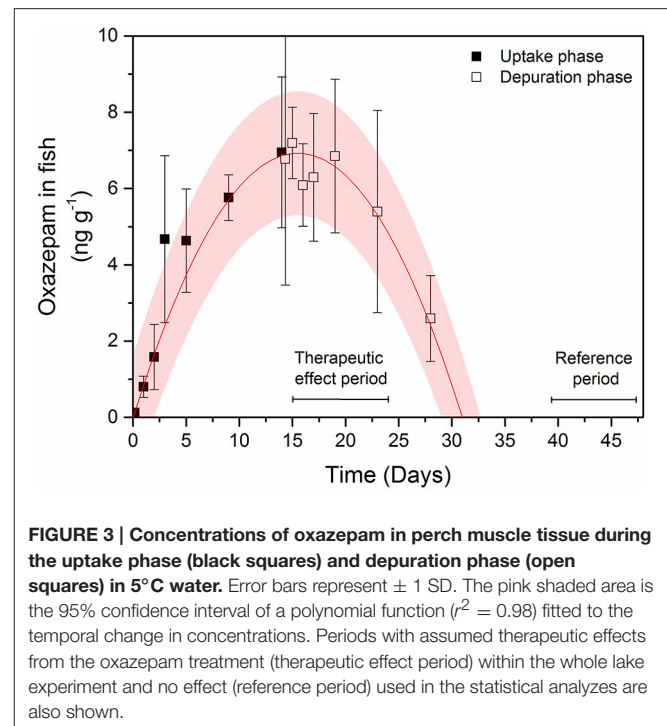 10
8
6
4
2
0
Oxazepam in fish
(ng g⁻¹)
Uptake phase
Depuration phase
Therapeutic
effect period
Reference
period
0 5 10 15 20 25 30 35 40 45
Time (Days)
FIGURE 3 | Concentrations of oxazepam in perch muscle tissue during
the uptake phase (black squares) and depuration phase (open
squares) in 5°C water. Error bars represent ± 1 SD. The pink shaded area is
the 95% confidence interval of a polynomial function (r² = 0.98) fitted to the
temporal change in concentrations. Periods with assumed therapeutic effects
from the oxazepam treatment (therapeutic effect period) within the whole lake
experiment and no effect (reference period) used in the statistical analyzes are
also shown.